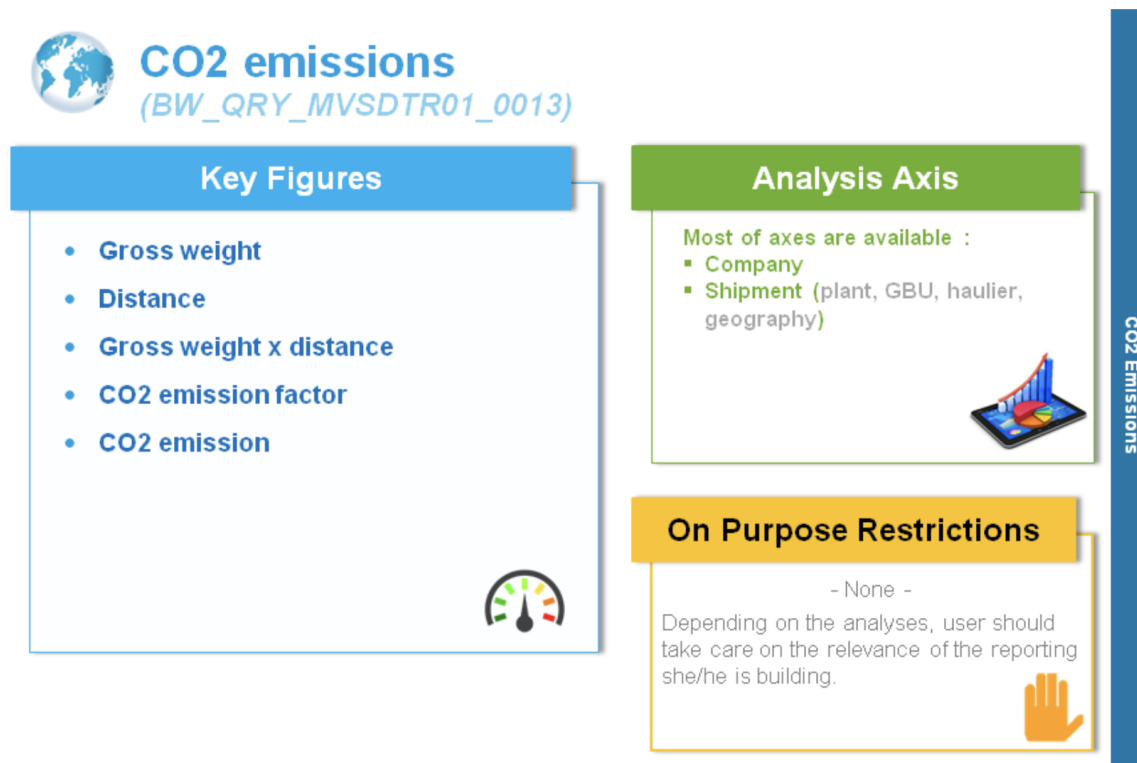 CO2 emissions
(BW_QRY_MVSDTR01_0013)
Key Figures
• Gross weight
• Distance
• Gross weight x distance
• CO2 emission factor
• CO2 emission
Analysis Axis
Most of axes are available :
▪ Company
▪ Shipment (plant, GBU, haulier,
geography)
On Purpose Restrictions
- None -
Depending on the analyses, user should
take care on the relevance of the reporting
she/he is building.
CO2 Emissions